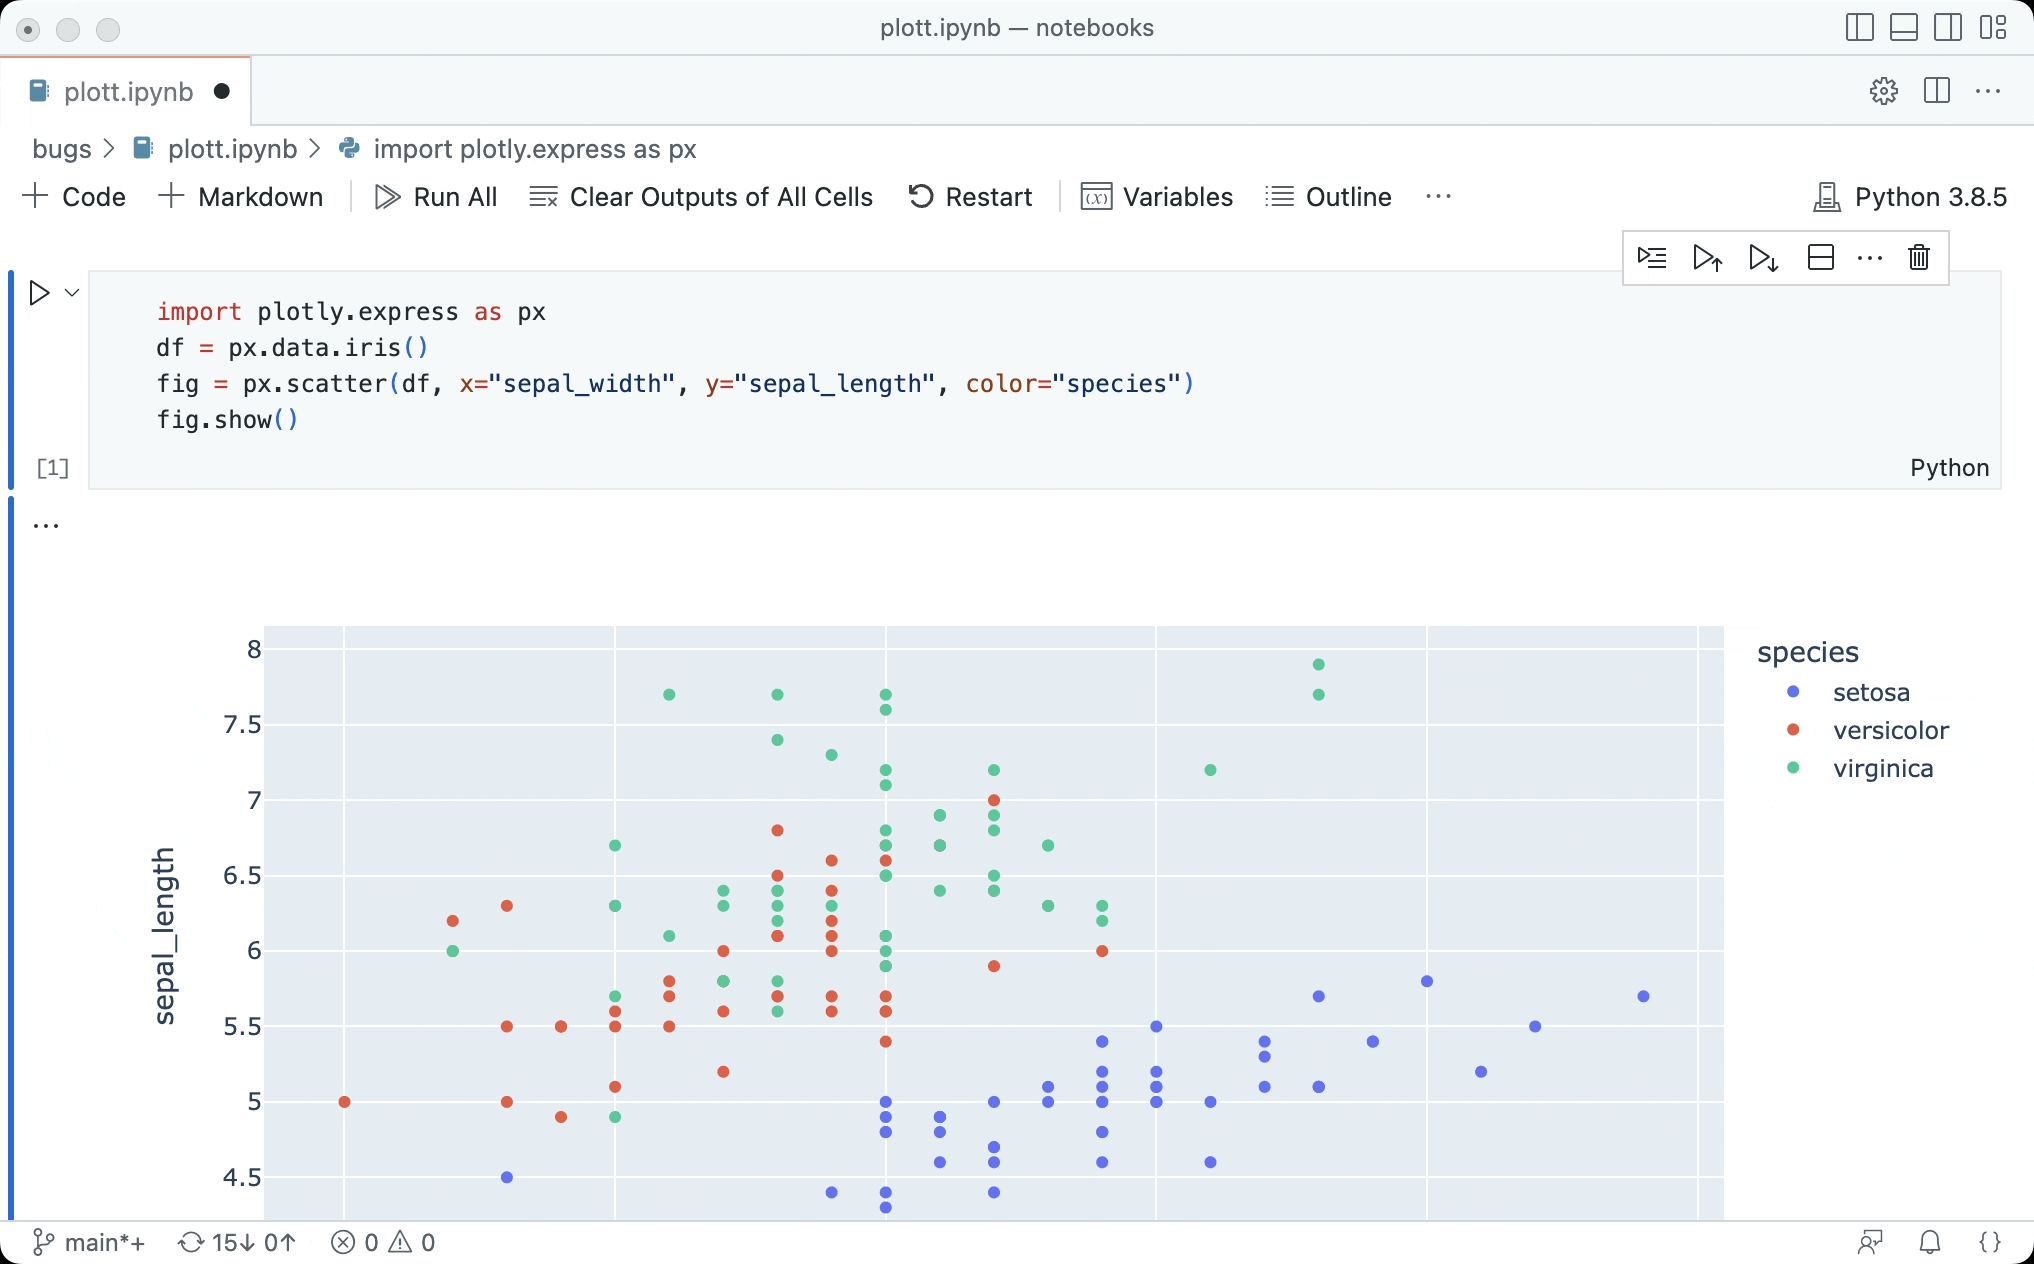 plott.ipynb — notebooks
plott.ipynb
bugs > plott.ipynb > import plotly.express as px
Code Markdown Run All Clear Outputs of All Cells Restart Variables Outline ... Python 3.8.5
import plotly.express as px
df = px.data.iris()
fig = px.scatter(df, x="sepal_width", y="sepal_length", color="species")
fig.show()
[1]
Python
...
8
7.5
7
6.5
6
5.5
5
4.5
sepal_length
species
setosa
versicolor
virginica
main*+ 15↓ 0↑ 0 0